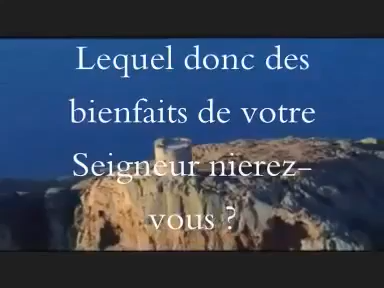 Lequel donc des
bienfaits de votre
Seigneur nierez-
vous ?